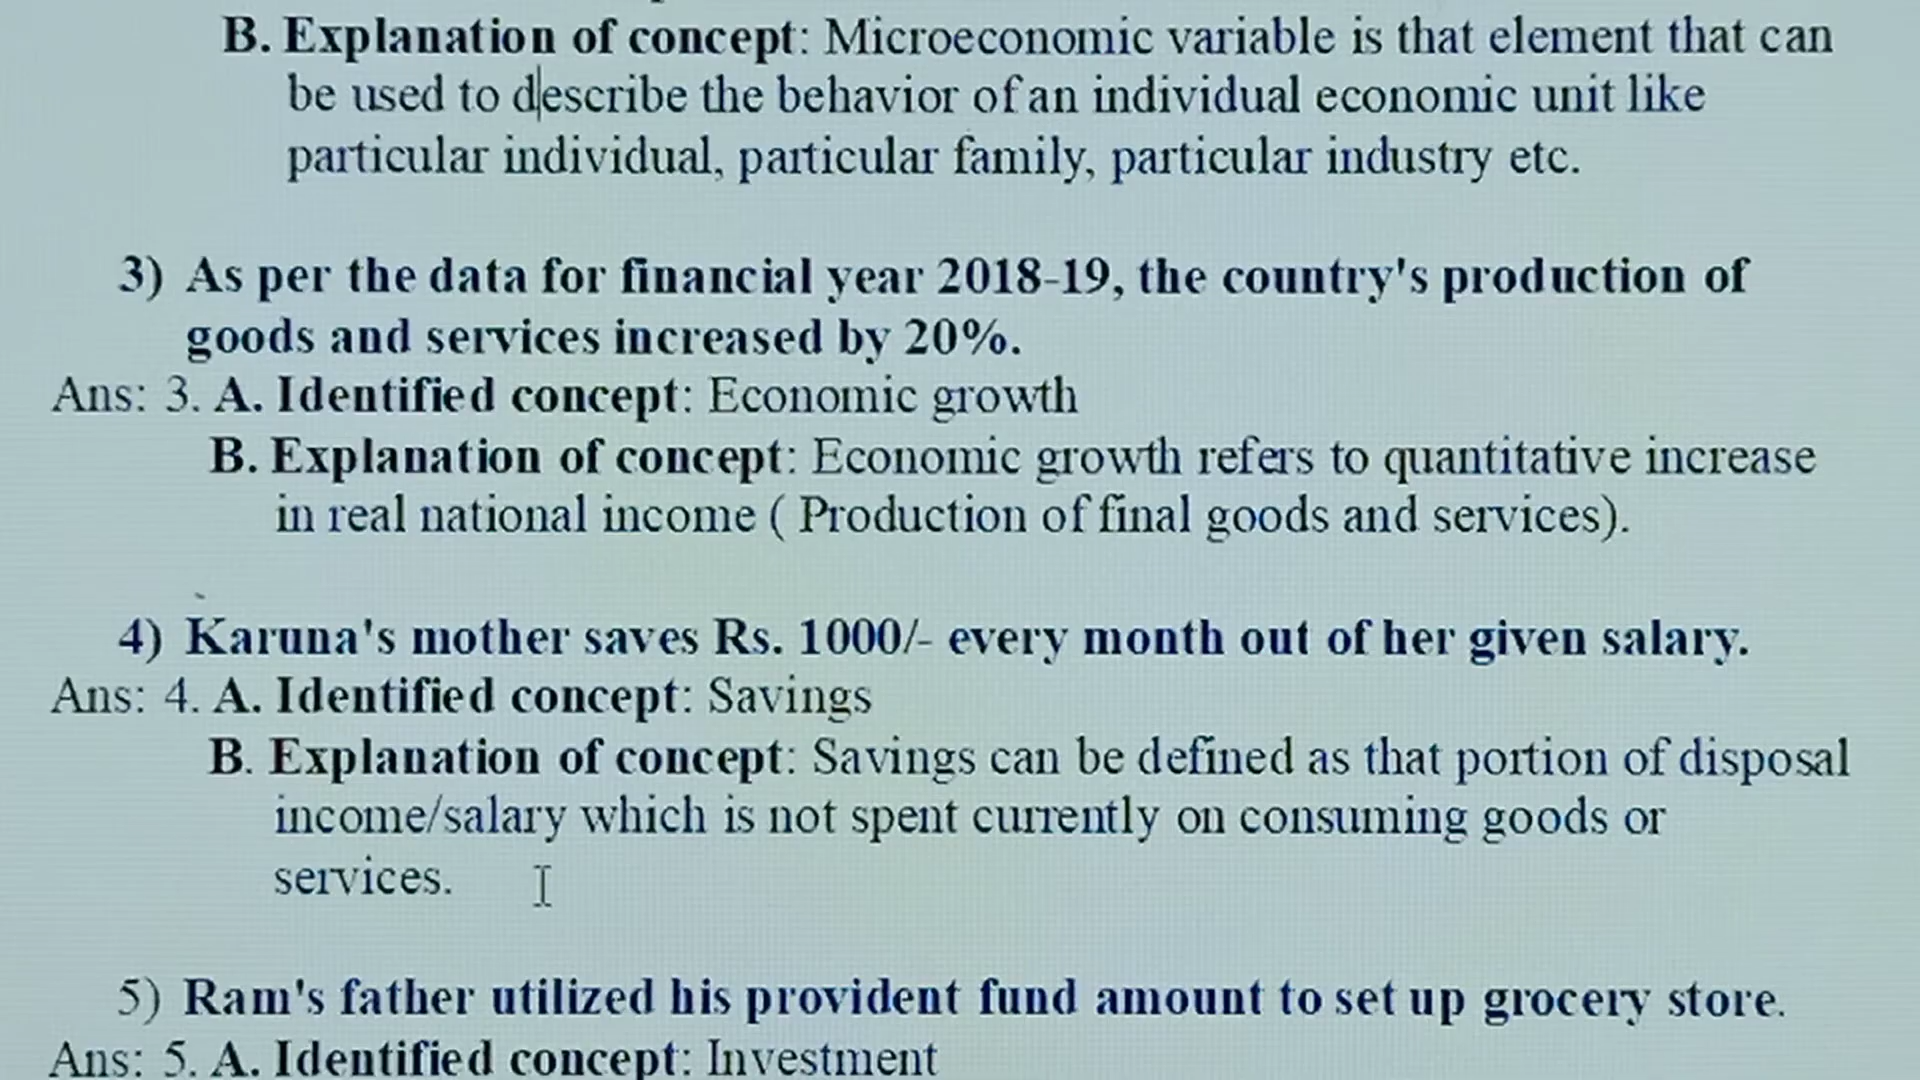 B. Explanation of concept: Microeconomic variable is that element that can
be used to describe the behavior of an individual economic unit like
particular individual, particular family, particular industry etc.
3) As per the data for financial year 2018-19, the country's production of
goods and services increased by 20%.
Ans: 3. A. Identified concept: Economic growth
B. Explanation of concept: Economic growth refers to quantitative increase
in real national income ( Production of final goods and services).
4) Karuna's mother saves Rs. 1000/- every month out of her given salary.
Ans: 4. A. Identified concept: Savings
B. Explanation of concept: Savings can be defined as that portion of disposal
income/salary which is not spent currently on consuming goods or
services.
5) Ram's father utilized his provident fund amount to set up grocery store.
Ans: 5. A. Identified concept: Investment